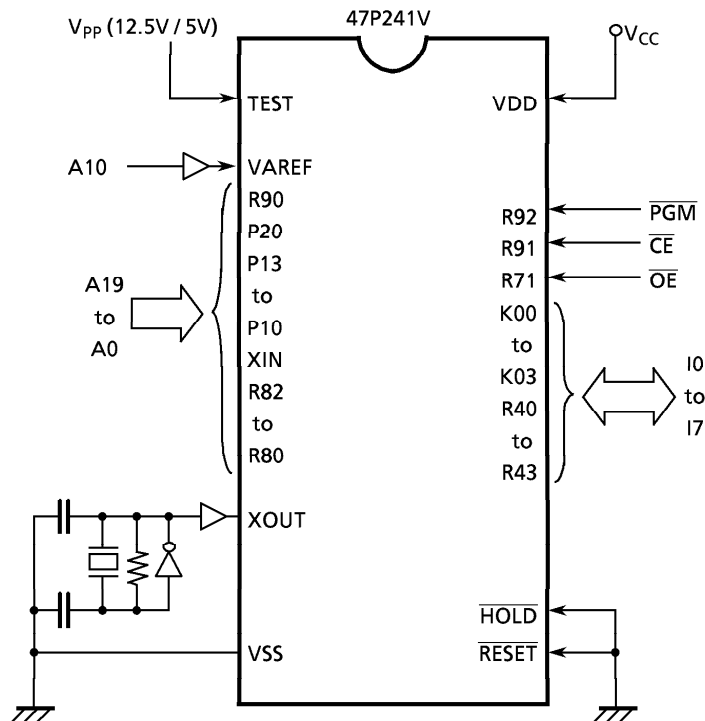 47P241V
VPP (12.5V / 5V)
VCC
TEST
VDD
A10
VAREF
R90
P20
P13
to
P10
XIN
R82
to
R80
A19
to
A0
R92
PGM
R91
CE
R71
OE
K00
to
K03
R40
to
R43
I0
to
I7
XOUT
HOLD
VSS
RESET